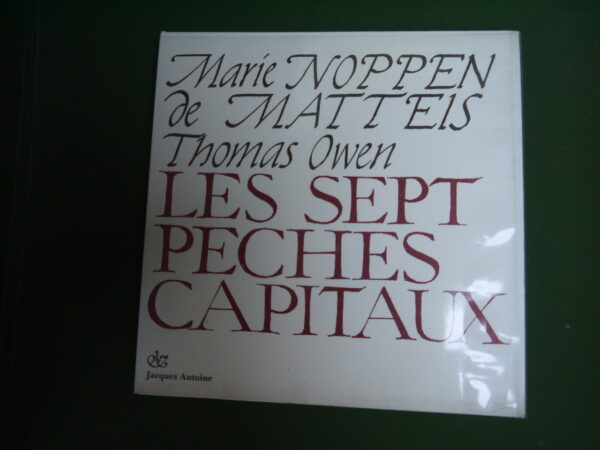 Marie NOPPEN
de MATTEIS
Thomas Owen
LES SEPT
PECHES
CAPITAUX
Jacques Antoine